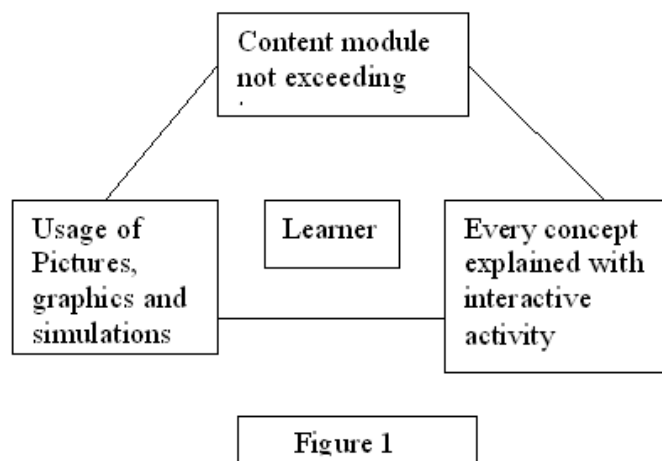 Content module
not exceeding
Usage of
Pictures,
graphics and
simulations
Learner
Every concept
explained with
interactive
activity
Figure 1